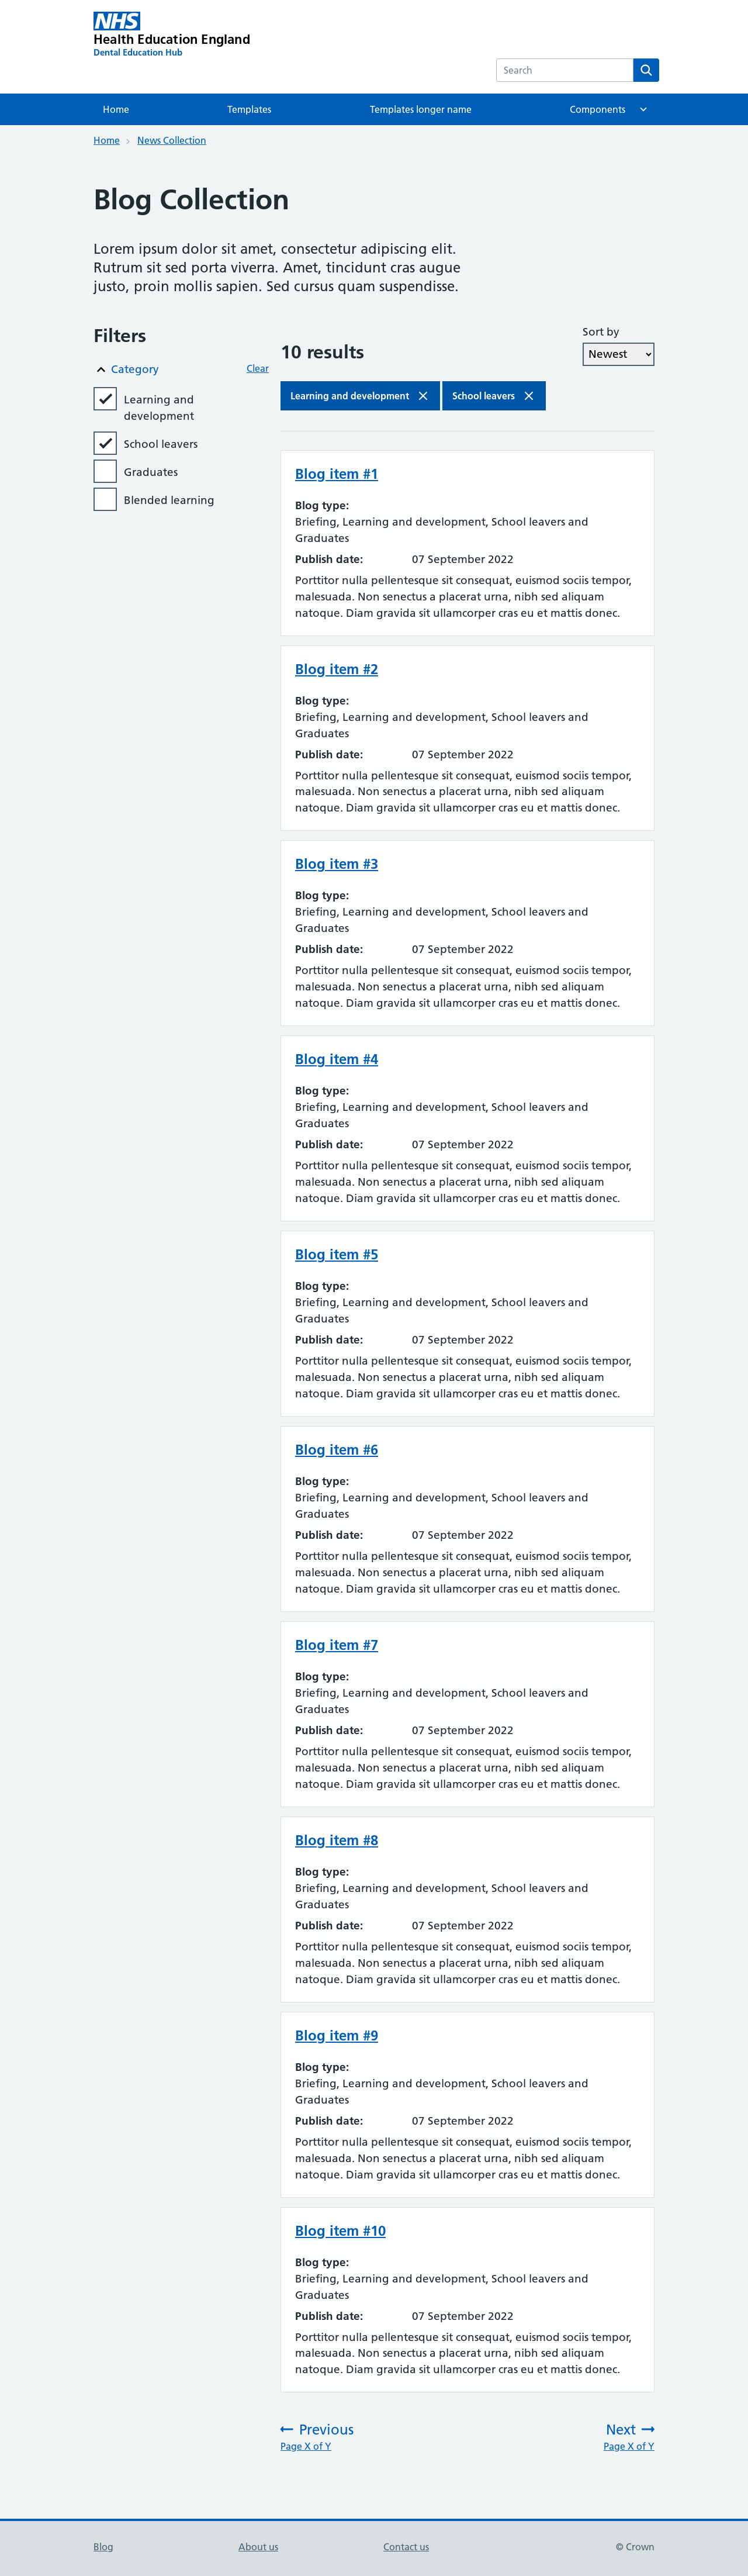 NHS
Health Education England
Dental Education Hub
Search
Home
Templates
Templates longer name
Components
Home
News Collection
Blog Collection
Lorem ipsum dolor sit amet, consectetur adipiscing elit.
Rutrum sit sed porta viverra. Amet, tincidunt cras augue
justo, proin mollis sapien. Sed cursus quam suspendisse.
Filters
Category
Clear
Learning and
development
School leavers
Graduates
Blended learning
10 results
Sort by
Newest
Learning and development
School leavers
Blog item #1
Blog type:
Briefing, Learning and development, School leavers and
Graduates
Publish date: 07 September 2022
Porttitor nulla pellentesque sit consequat, euismod sociis tempor,
malesuada. Non senectus a placerat urna, nibh sed aliquam
natoque. Diam gravida sit ullamcorper cras eu et mattis donec.
Blog item #2
Blog type:
Briefing, Learning and development, School leavers and
Graduates
Publish date: 07 September 2022
Porttitor nulla pellentesque sit consequat, euismod sociis tempor,
malesuada. Non senectus a placerat urna, nibh sed aliquam
natoque. Diam gravida sit ullamcorper cras eu et mattis donec.
Blog item #3
Blog type:
Briefing, Learning and development, School leavers and
Graduates
Publish date: 07 September 2022
Porttitor nulla pellentesque sit consequat, euismod sociis tempor,
malesuada. Non senectus a placerat urna, nibh sed aliquam
natoque. Diam gravida sit ullamcorper cras eu et mattis donec.
Blog item #4
Blog type:
Briefing, Learning and development, School leavers and
Graduates
Publish date: 07 September 2022
Porttitor nulla pellentesque sit consequat, euismod sociis tempor,
malesuada. Non senectus a placerat urna, nibh sed aliquam
natoque. Diam gravida sit ullamcorper cras eu et mattis donec.
Blog item #5
Blog type:
Briefing, Learning and development, School leavers and
Graduates
Publish date: 07 September 2022
Porttitor nulla pellentesque sit consequat, euismod sociis tempor,
malesuada. Non senectus a placerat urna, nibh sed aliquam
natoque. Diam gravida sit ullamcorper cras eu et mattis donec.
Blog item #6
Blog type:
Briefing, Learning and development, School leavers and
Graduates
Publish date: 07 September 2022
Porttitor nulla pellentesque sit consequat, euismod sociis tempor,
malesuada. Non senectus a placerat urna, nibh sed aliquam
natoque. Diam gravida sit ullamcorper cras eu et mattis donec.
Blog item #7
Blog type:
Briefing, Learning and development, School leavers and
Graduates
Publish date: 07 September 2022
Porttitor nulla pellentesque sit consequat, euismod sociis tempor,
malesuada. Non senectus a placerat urna, nibh sed aliquam
natoque. Diam gravida sit ullamcorper cras eu et mattis donec.
Blog item #8
Blog type:
Briefing, Learning and development, School leavers and
Graduates
Publish date: 07 September 2022
Porttitor nulla pellentesque sit consequat, euismod sociis tempor,
malesuada. Non senectus a placerat urna, nibh sed aliquam
natoque. Diam gravida sit ullamcorper cras eu et mattis donec.
Blog item #9
Blog type:
Briefing, Learning and development, School leavers and
Graduates
Publish date: 07 September 2022
Porttitor nulla pellentesque sit consequat, euismod sociis tempor,
malesuada. Non senectus a placerat urna, nibh sed aliquam
natoque. Diam gravida sit ullamcorper cras eu et mattis donec.
Blog item #10
Blog type:
Briefing, Learning and development, School leavers and
Graduates
Publish date: 07 September 2022
Porttitor nulla pellentesque sit consequat, euismod sociis tempor,
malesuada. Non senectus a placerat urna, nibh sed aliquam
natoque. Diam gravida sit ullamcorper cras eu et mattis donec.
Previous
Page X of Y
Next
Page X of Y
Blog
About us
Contact us
© Crown